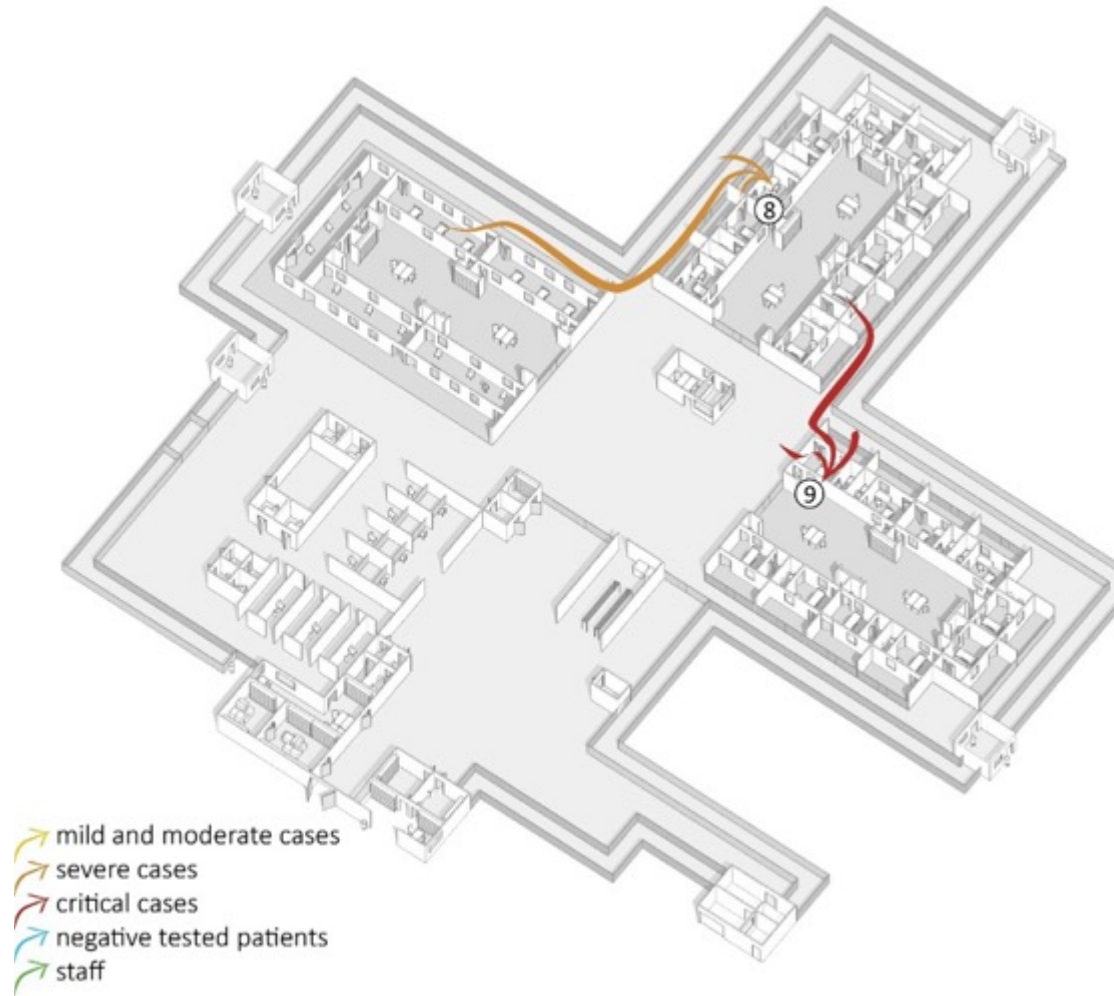 ⑧
⑨
mild and moderate cases
severe cases
critical cases
negative tested patients
staff